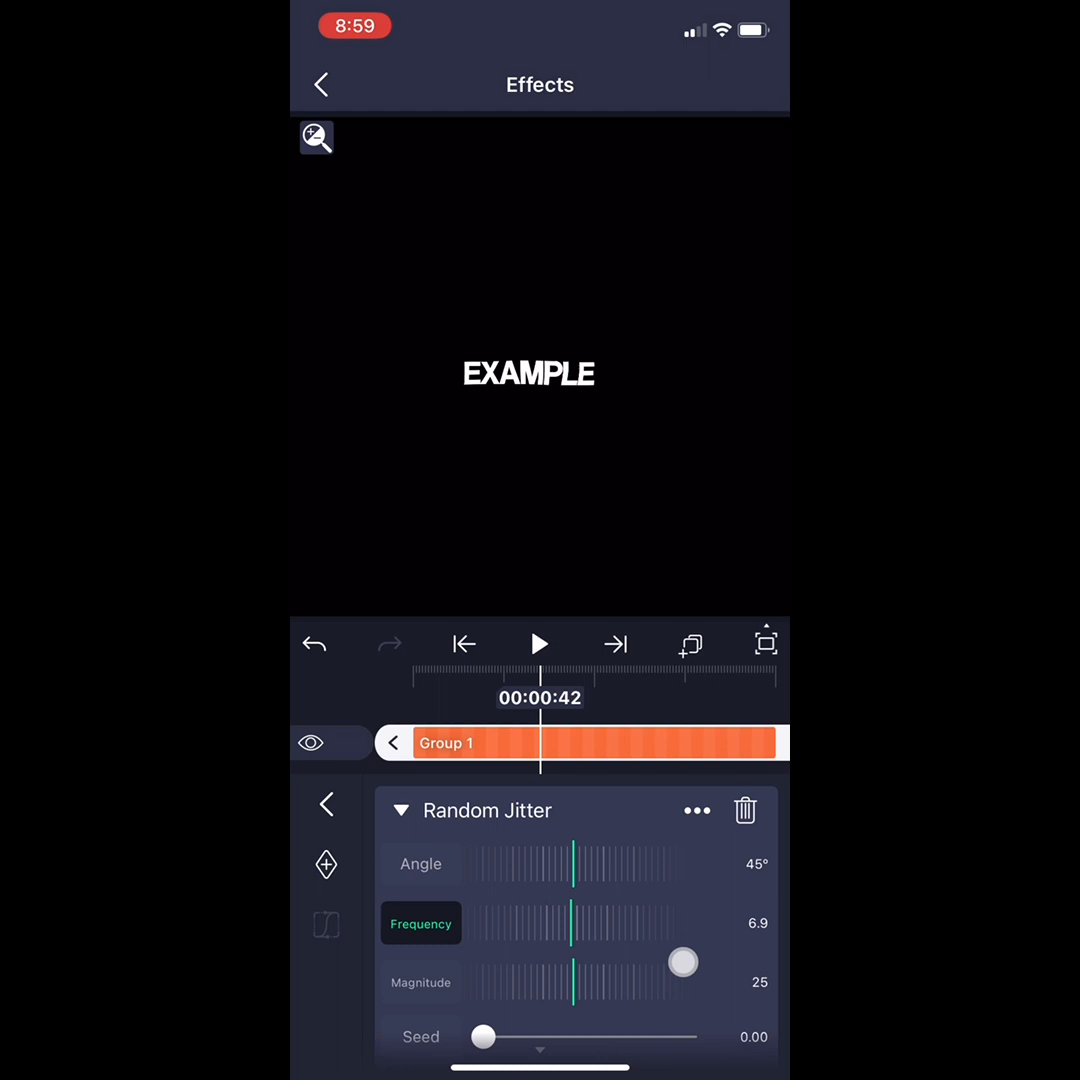 8:59
Effects
EXAMPLE
00:00:42
Group 1
Random Jitter
Angle 45°
Frequency 6.9
Magnitude 25
Seed 0.00